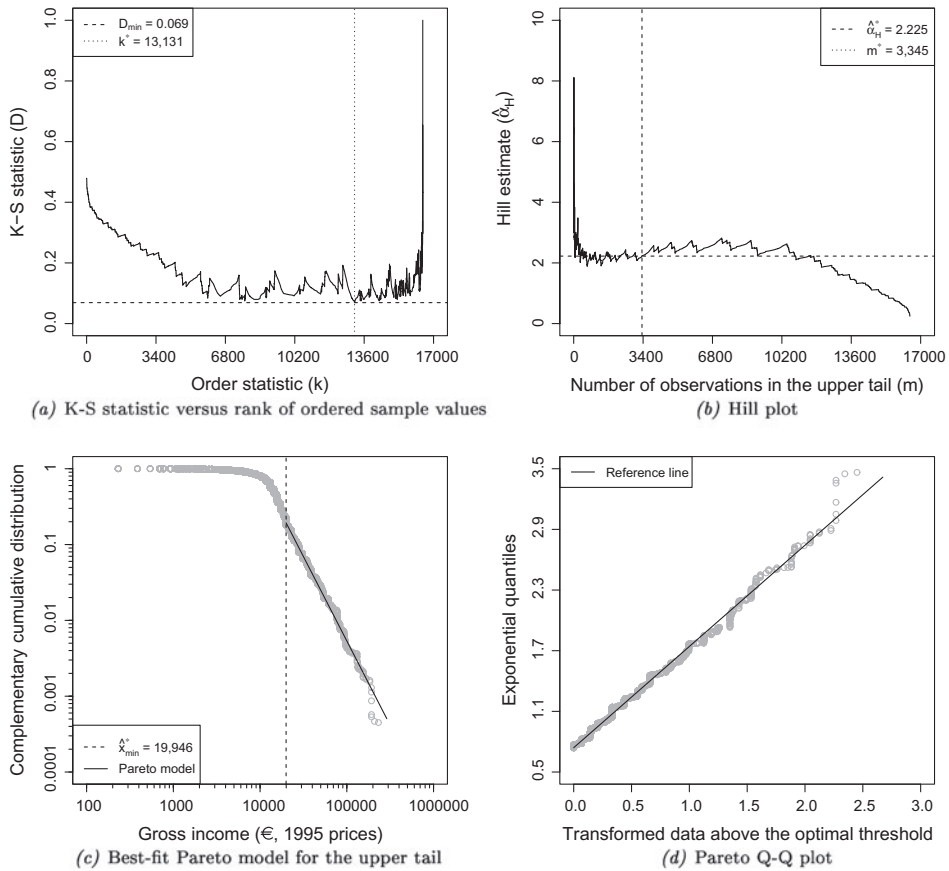 D_min = 0.069
k* = 13,131
K−S statistic (D)
0.0 0.2 0.4 0.6 0.8 1.0
0 3400 6800 10200 13600 17000
Order statistic (k)
(a) K-S statistic versus rank of ordered sample values
α̂*_H = 2.225
m* = 3,345
Hill estimate (α̂_H)
0 2 4 6 8 10
0 3400 6800 10200 13600 17000
Number of observations in the upper tail (m)
(b) Hill plot
Complementary cumulative distribution
0.0001 0.001 0.01 0.1 1
x̂*_min = 19,946
Pareto model
100 1000 10000 100000 1000000
Gross income (€, 1995 prices)
(c) Best-fit Pareto model for the upper tail
Reference line
Exponential quantiles
0.5 1.1 1.7 2.3 2.9 3.5
0.0 0.5 1.0 1.5 2.0 2.5 3.0
Transformed data above the optimal threshold
(d) Pareto Q-Q plot